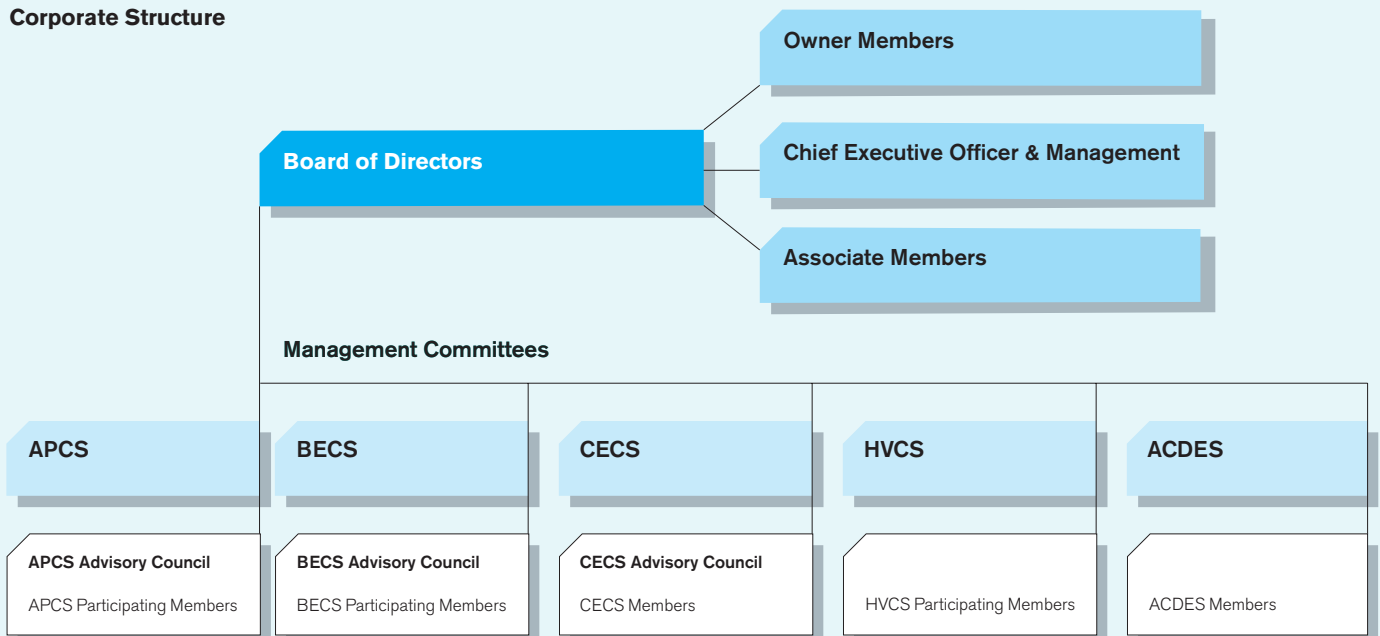 Corporate Structure
Owner Members
Board of Directors
Chief Executive Officer & Management
Associate Members
Management Committees
APCS
BECS
CECS
HVCS
ACDES
APCS Advisory Council
APCS Participating Members
BECS Advisory Council
BECS Participating Members
CECS Advisory Council
CECS Members
HVCS Participating Members
ACDES Members